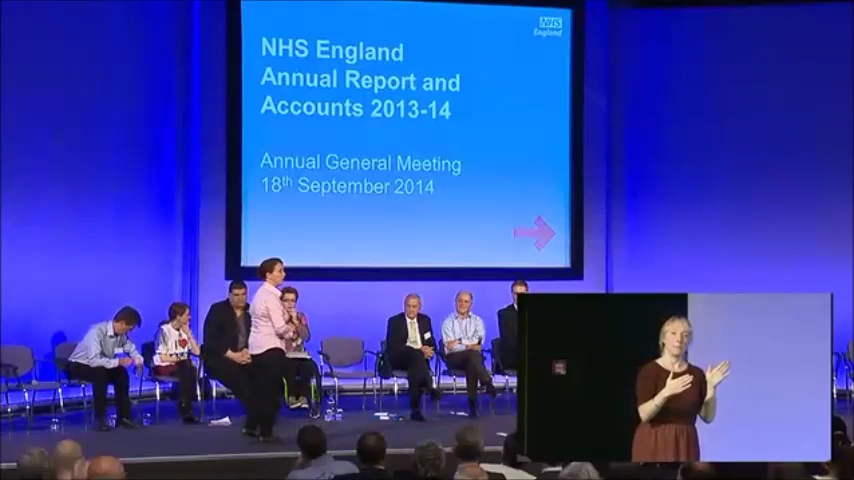 NHS
England
NHS England
Annual Report and
Accounts 2013-14
Annual General Meeting
18th September 2014